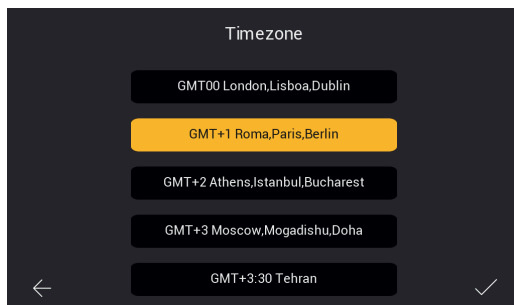 Timezone
GMT00 London,Lisboa,Dublin
GMT+1 Roma,Paris,Berlin
GMT+2 Athens,Istanbul,Bucharest
GMT+3 Moscow,Mogadishu,Doha
GMT+3:30 Tehran